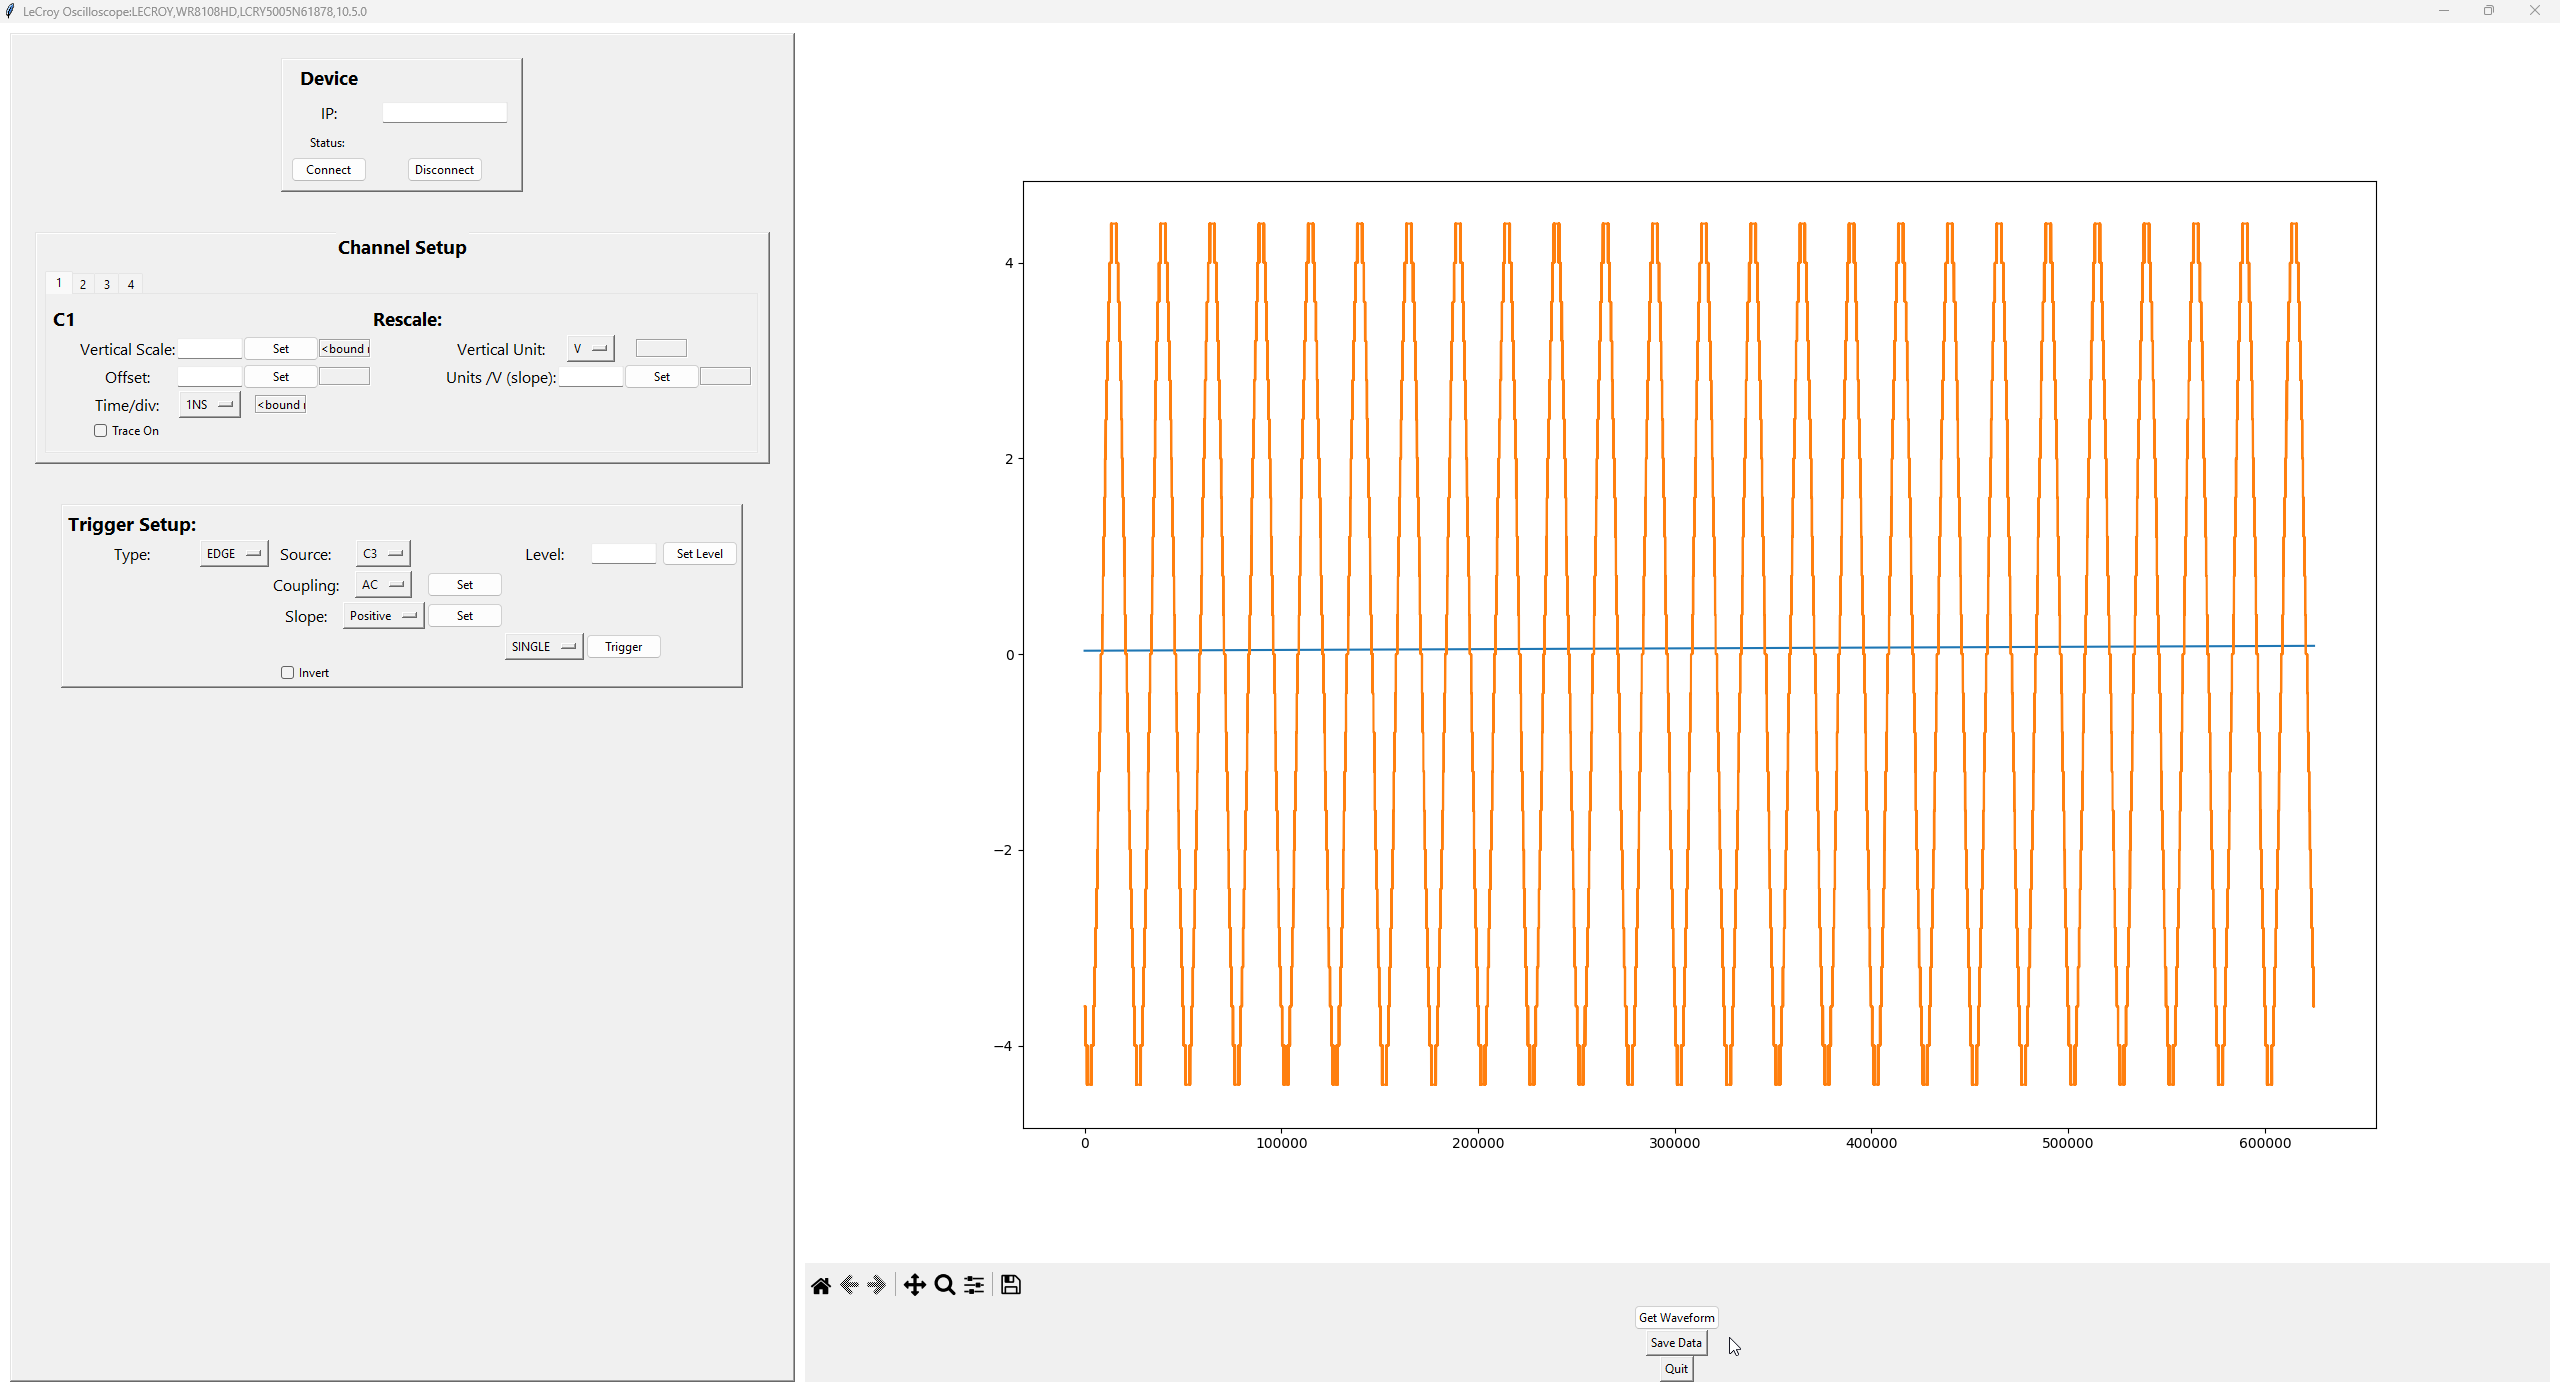 LeCroy Oscilloscope:LECROY,WR8108HD,LCRY5005N61878,10.5.0
Device
IP:
Status:
Connect Disconnect
Channel Setup
1 2 3 4
C1 Rescale:
Vertical Scale: Set <bound Vertical Unit: V
Offset: Set Units /V (slope): Set
Time/div: 1NS <bound
Trace On
Trigger Setup:
Type: EDGE Source: C3 Level: Set Level
Coupling: AC Set
Slope: Positive Set
SINGLE Trigger
Invert
4
2
0
−2
−4
0 100000 200000 300000 400000 500000 600000
Get Waveform
Save Data
Quit